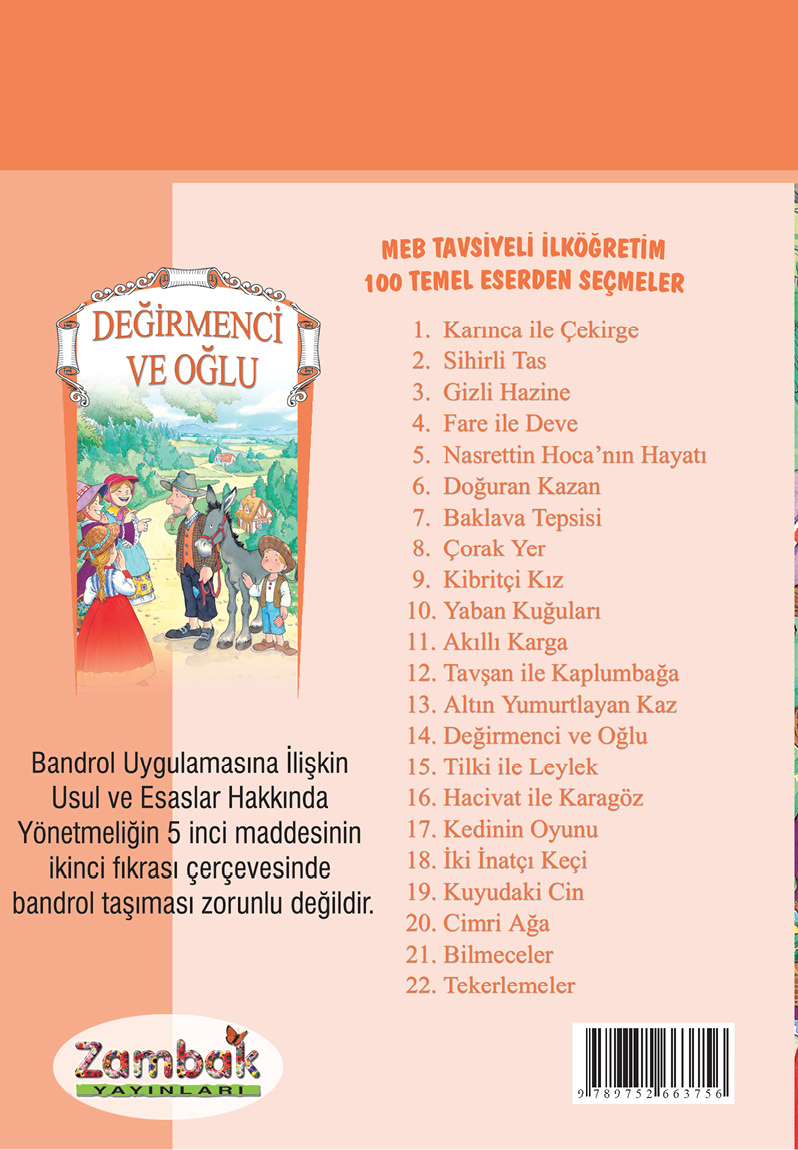 MEB TAVSİYELİ İLKÖĞRETİM
100 TEMEL ESERDEN SEÇMELER
DEĞİRMENCİ
VE OĞLU
1. Karınca ile Çekirge
2. Sihirli Tas
3. Gizli Hazine
4. Fare ile Deve
5. Nasrettin Hoca’nın Hayatı
6. Doğuran Kazan
7. Baklava Tepsisi
8. Çorak Yer
9. Kibritçi Kız
10. Yaban Kuğuları
11. Akıllı Karga
12. Tavşan ile Kaplumbağa
13. Altın Yumurtlayan Kaz
14. Değirmenci ve Oğlu
15. Tilki ile Leylek
16. Hacivat ile Karagöz
17. Kedinin Oyunu
18. İki İnatçı Keçi
19. Kuyudaki Cin
20. Cimri Ağa
21. Bilmeceler
22. Tekerlemeler
Bandrol Uygulamasına İlişkin
Usul ve Esaslar Hakkında
Yönetmeliğin 5 inci maddesinin
ikinci fıkrası çerçevesinde
bandrol taşıması zorunlu değildir.
Zambak
YAYINLARI
9 789752 663756